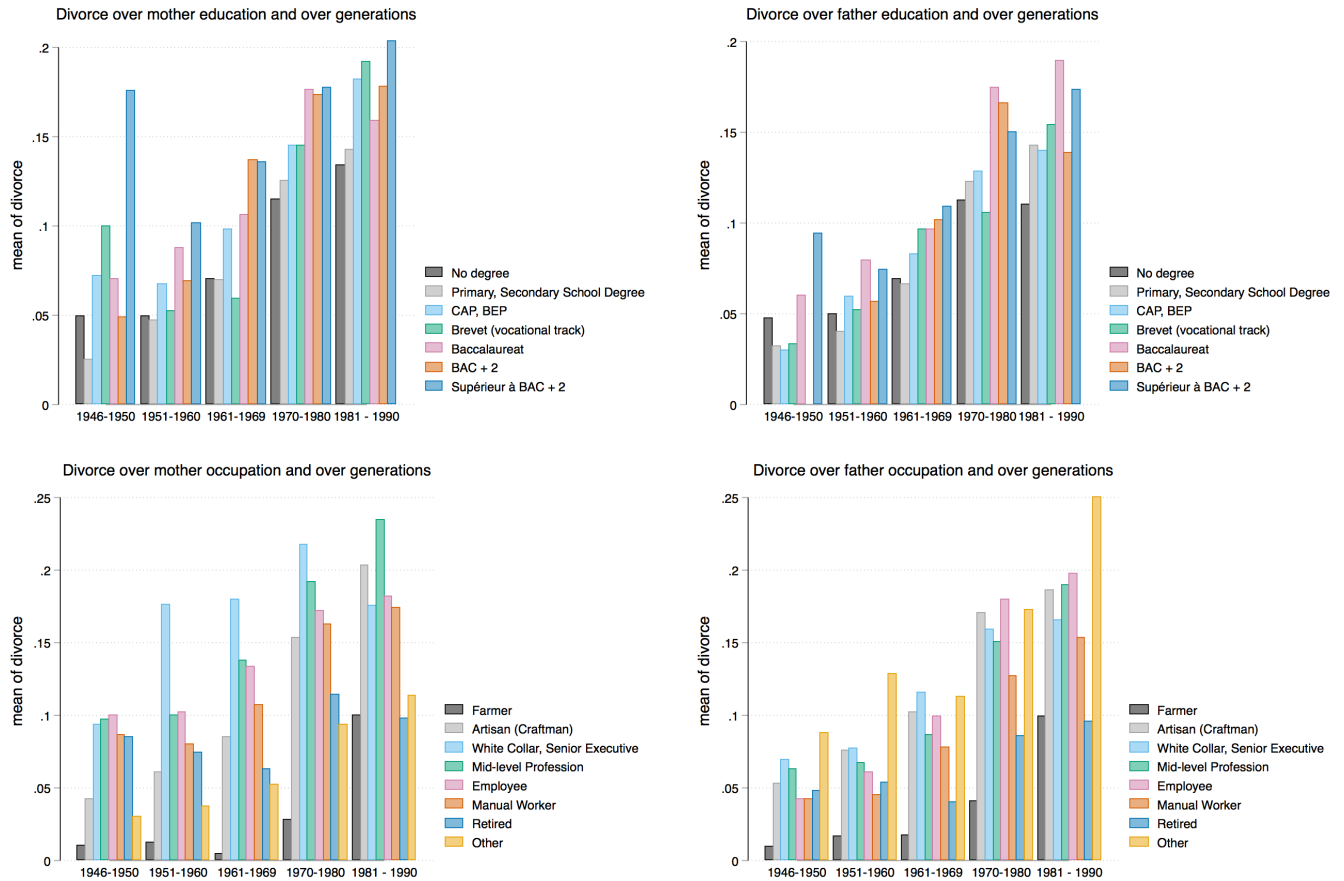 Divorce over mother education and over generations
mean of divorce
.2
.15
.1
.05
0
1946-1950 1951-1960 1961-1969 1970-1980 1981 - 1990
No degree
Primary, Secondary School Degree
CAP, BEP
Brevet (vocational track)
Baccalaureat
BAC + 2
Supérieur à BAC + 2
Divorce over father education and over generations
mean of divorce
.2
.15
.1
.05
0
1946-1950 1951-1960 1961-1969 1970-1980 1981 - 1990
No degree
Primary, Secondary School Degree
CAP, BEP
Brevet (vocational track)
Baccalaureat
BAC + 2
Supérieur à BAC + 2
Divorce over mother occupation and over generations
mean of divorce
.25
.2
.15
.1
.05
0
1946-1950 1951-1960 1961-1969 1970-1980 1981 - 1990
Farmer
Artisan (Craftman)
White Collar, Senior Executive
Mid-level Profession
Employee
Manual Worker
Retired
Other
Divorce over father occupation and over generations
mean of divorce
.25
.2
.15
.1
.05
0
1946-1950 1951-1960 1961-1969 1970-1980 1981 - 1990
Farmer
Artisan (Craftman)
White Collar, Senior Executive
Mid-level Profession
Employee
Manual Worker
Retired
Other